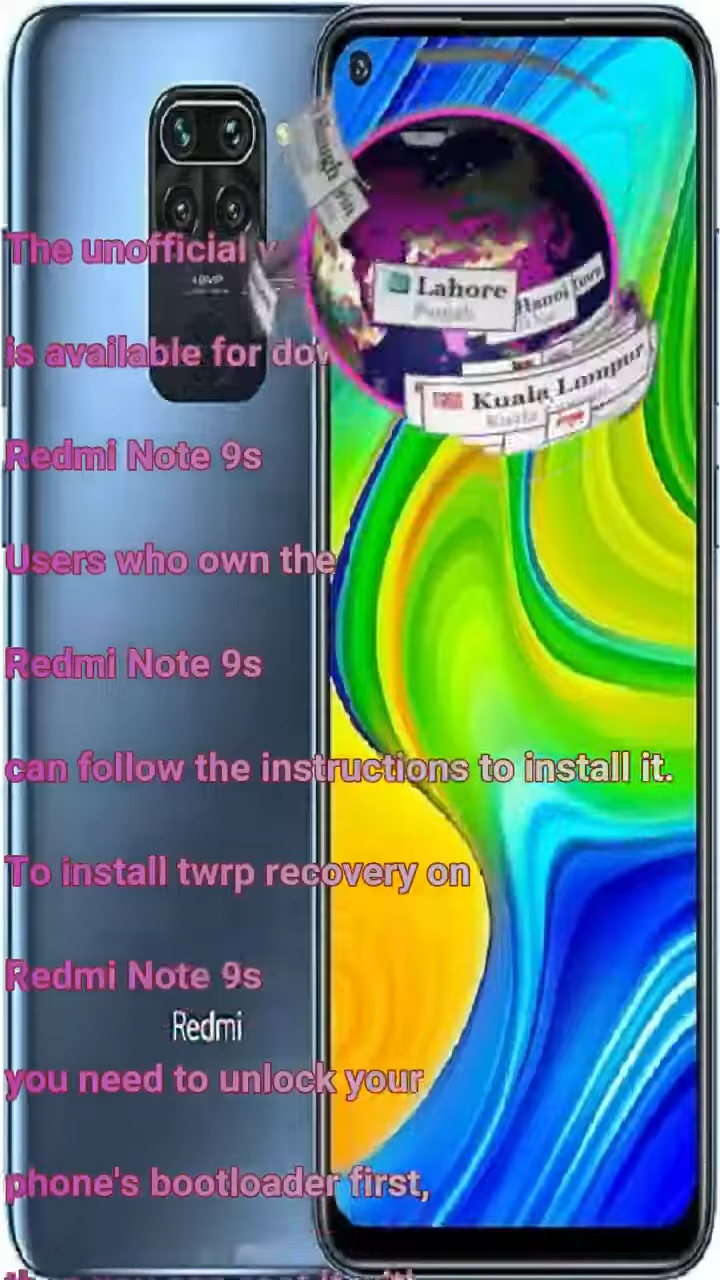 The unofficial
Lahore
Punjab
Hanoi
is available for
Kuala Lumpur
Redmi Note 9s
Users who own the
Redmi Note 9s
can follow the instructions to install it.
To install twrp recovery on
Redmi Note 9s
Redmi
you need to unlock your
phone's bootloader first,